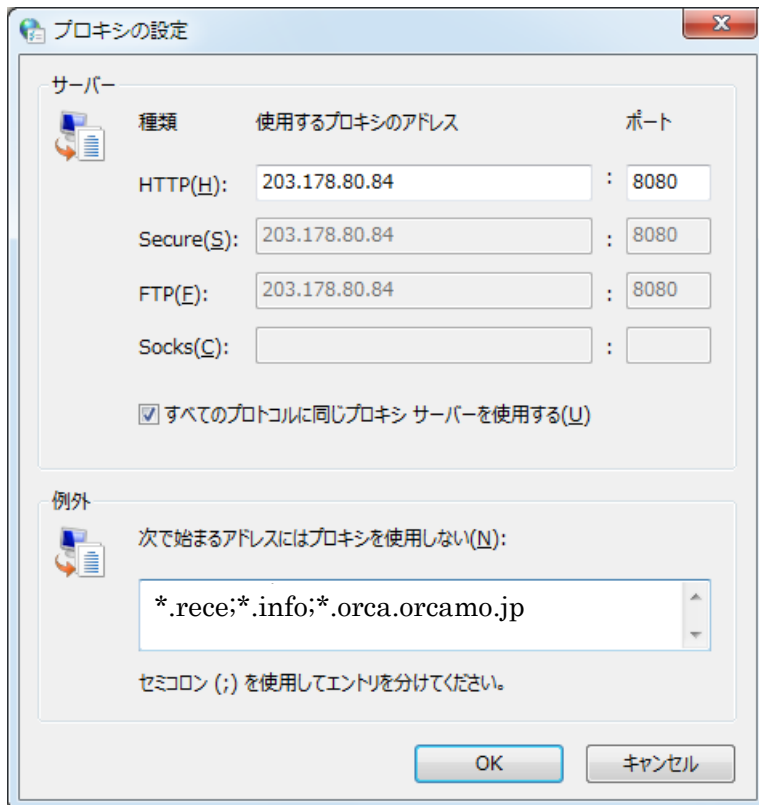 プロキシの設定
サーバー
種類 使用するプロキシのアドレス ポート
HTTP(H): 203.178.80.84 : 8080
Secure(S): 203.178.80.84 : 8080
FTP(F): 203.178.80.84 : 8080
Socks(C): :
すべてのプロトコルに同じプロキシ サーバーを使用する(U)
例外
次で始まるアドレスにはプロキシを使用しない(N):
*.rece;*.info;*.orca.orcamo.jp
セミコロン (;) を使用してエントリを分けてください。
OK キャンセル